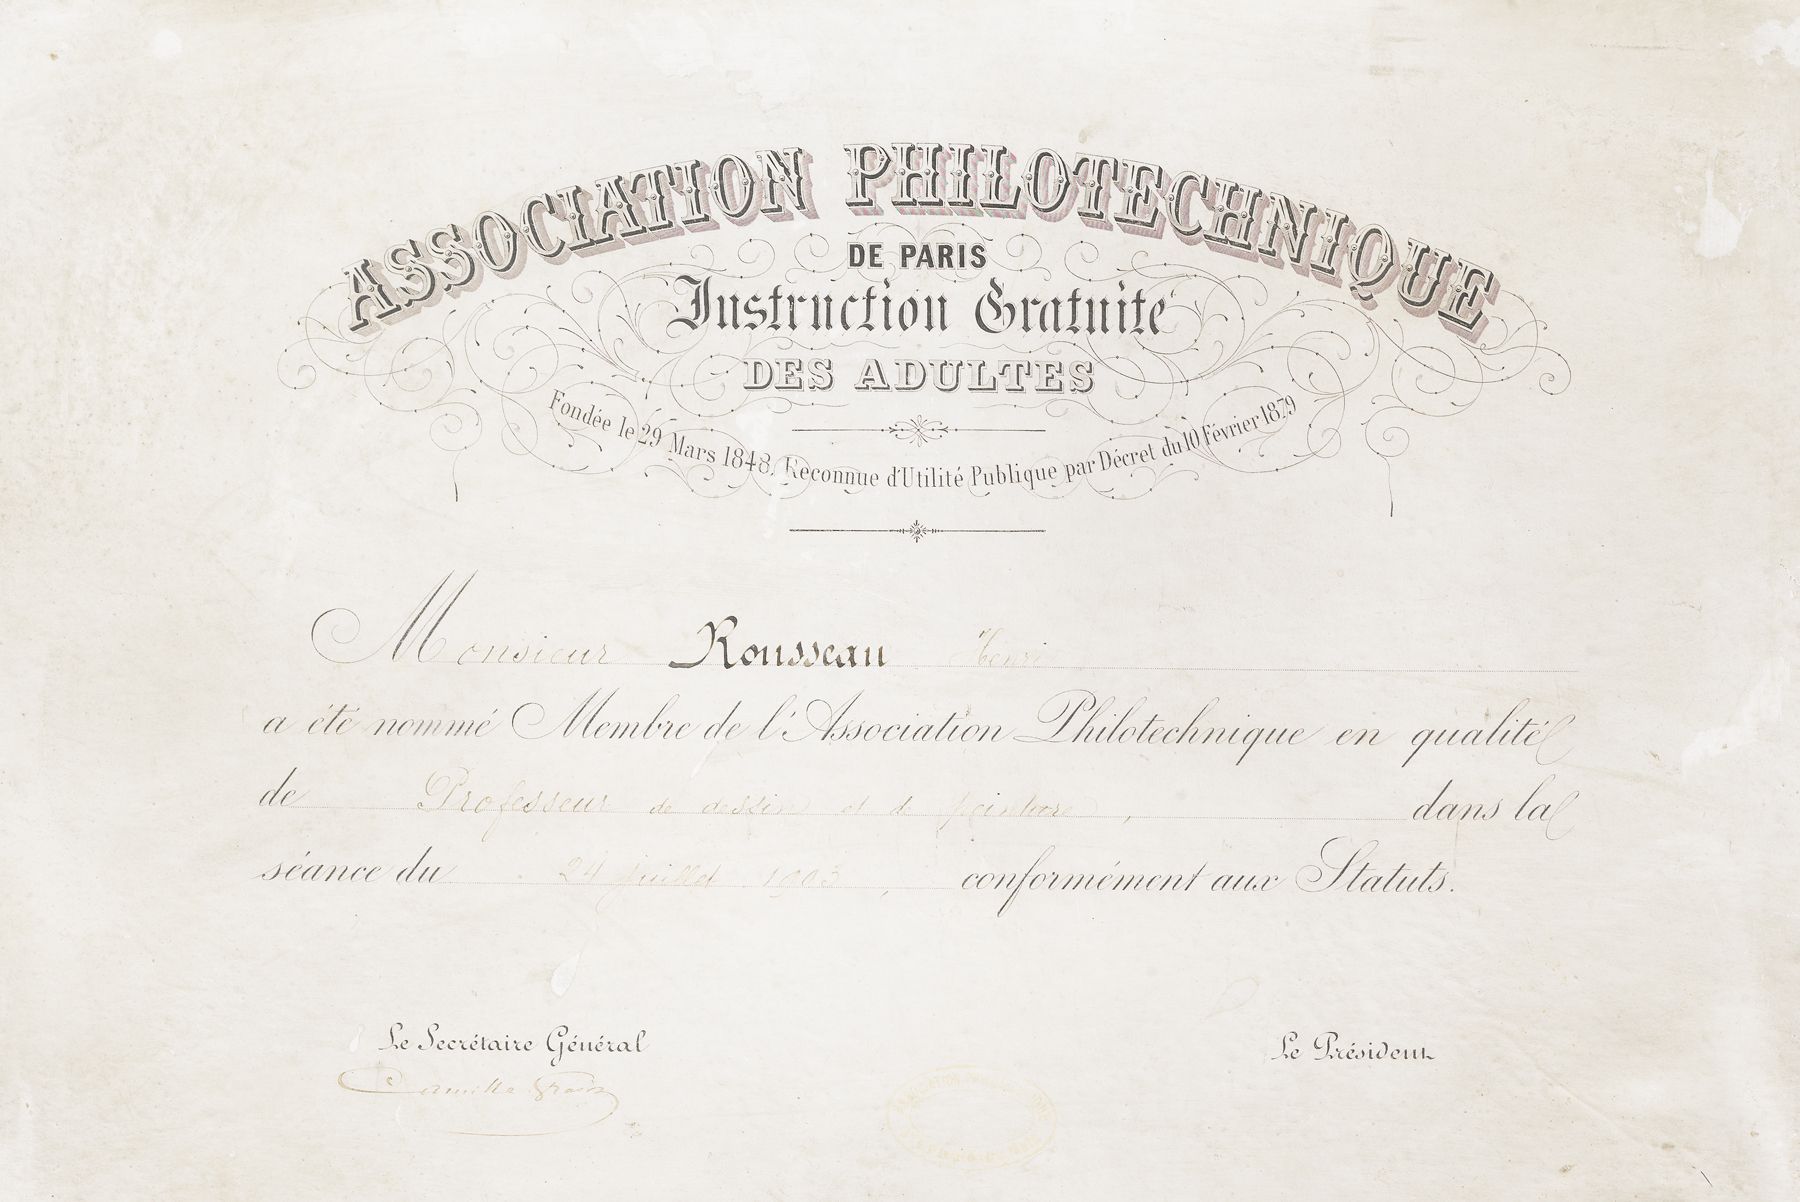 ASSOCIATION PHILOTECHNIQUE
DE PARIS
Instruction Gratuite
DES ADULTES
Fondée le 29 Mars 1848. Reconnue d'Utilité Publique par Décret du 10 Février 1879
Monsieur Rousseau Henri
a été nommé Membre de l'Association Philotechnique en qualité
de Professeur de dessin et de peinture, dans la
séance du 24 juillet 1903, conformément aux Statuts.
Le Secrétaire Général
Le Président
Camille